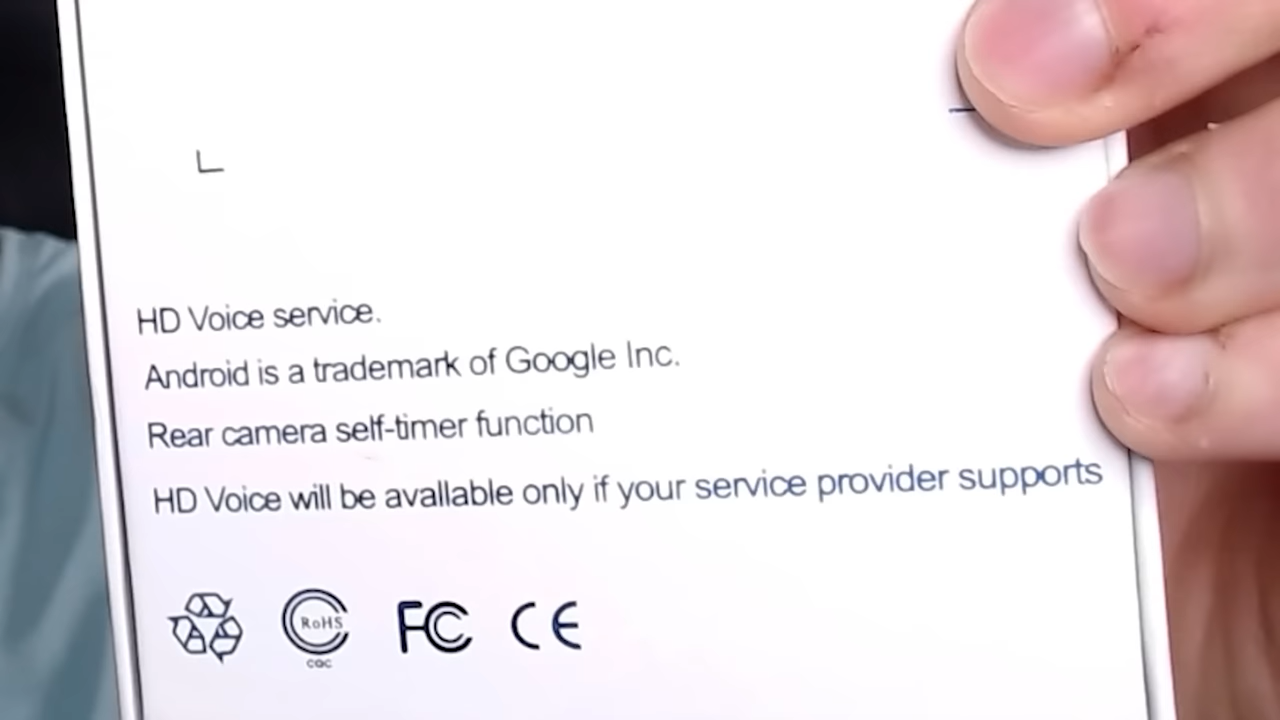 HD Voice service.
Android is a trademark of Google Inc.
Rear camera self-timer function
HD Voice will be avallable only if your service provider supports
RoHS
CQC
FC CE